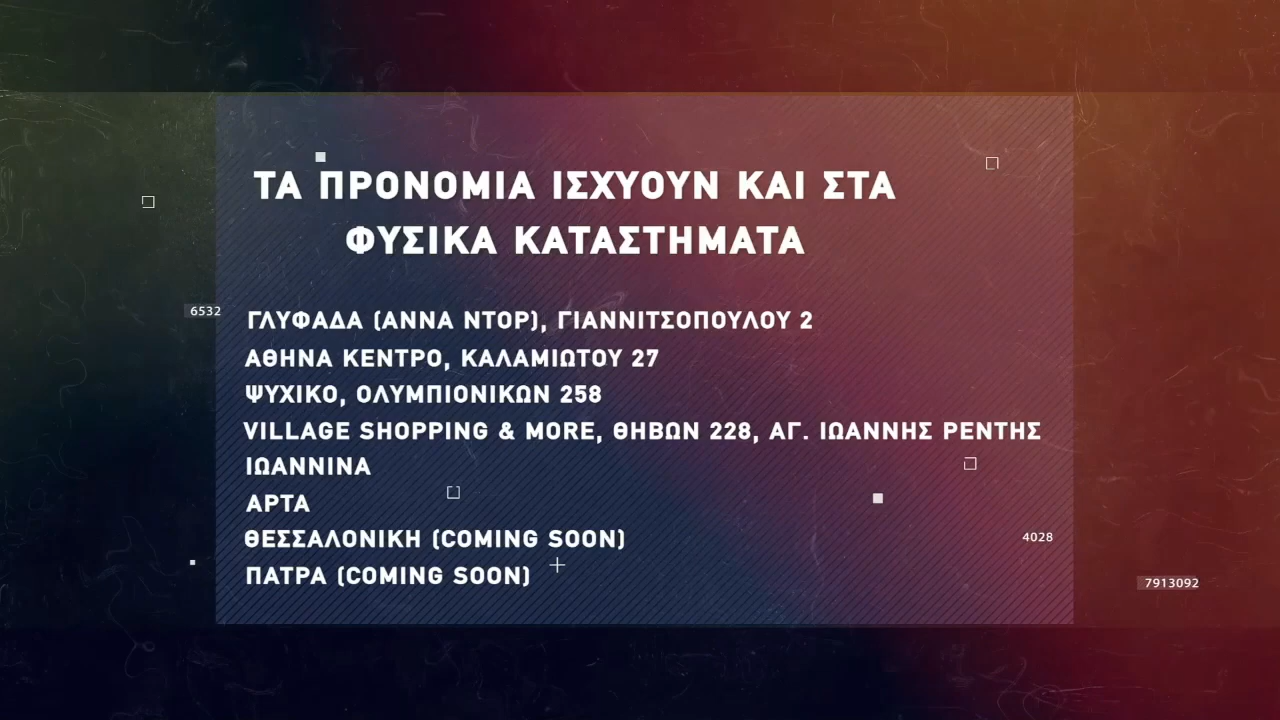 ΤΑ ΠΡΟΝΟΜΙΑ ΙΣΧΥΟΥΝ ΚΑΙ ΣΤΑ
ΦΥΣΙΚΑ ΚΑΤΑΣΤΗΜΑΤΑ
6532
ΓΛΥΦΑΔΑ (ΑΝΝΑ ΝΤΟΡ), ΓΙΑΝΝΙΤΣΟΠΟΥΛΟΥ 2
ΑΘΗΝΑ ΚΕΝΤΡΟ, ΚΑΛΑΜΙΩΤΟΥ 27
ΨΥΧΙΚΟ, ΟΛΥΜΠΙΟΝΙΚΩΝ 258
VILLAGE SHOPPING & MORE, ΘΗΒΩΝ 228, ΑΓ. ΙΩΑΝΝΗΣ ΡΕΝΤΗΣ
ΙΩΑΝΝΙΝΑ
ΑΡΤΑ
ΘΕΣΣΑΛΟΝΙΚΗ (COMING SOON)
4028
ΠΑΤΡΑ (COMING SOON)
7913092